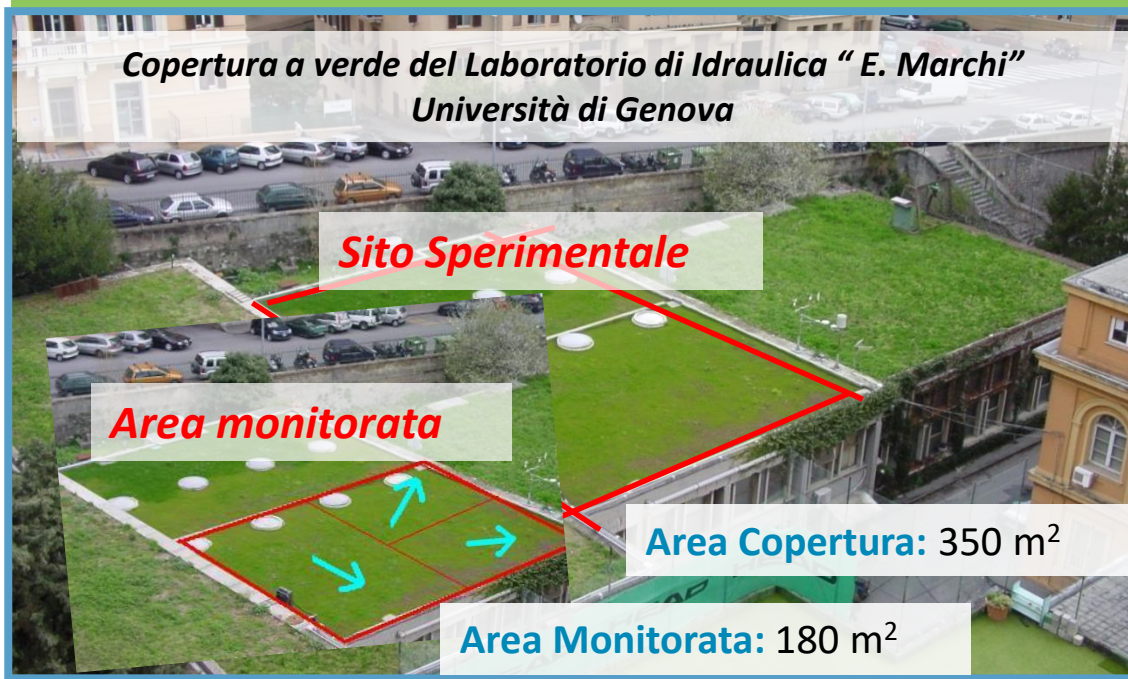 Copertura a verde del Laboratorio di Idraulica “ E. Marchi”
Università di Genova
Sito Sperimentale
Area monitorata
Area Copertura: 350 m²
Area Monitorata: 180 m²